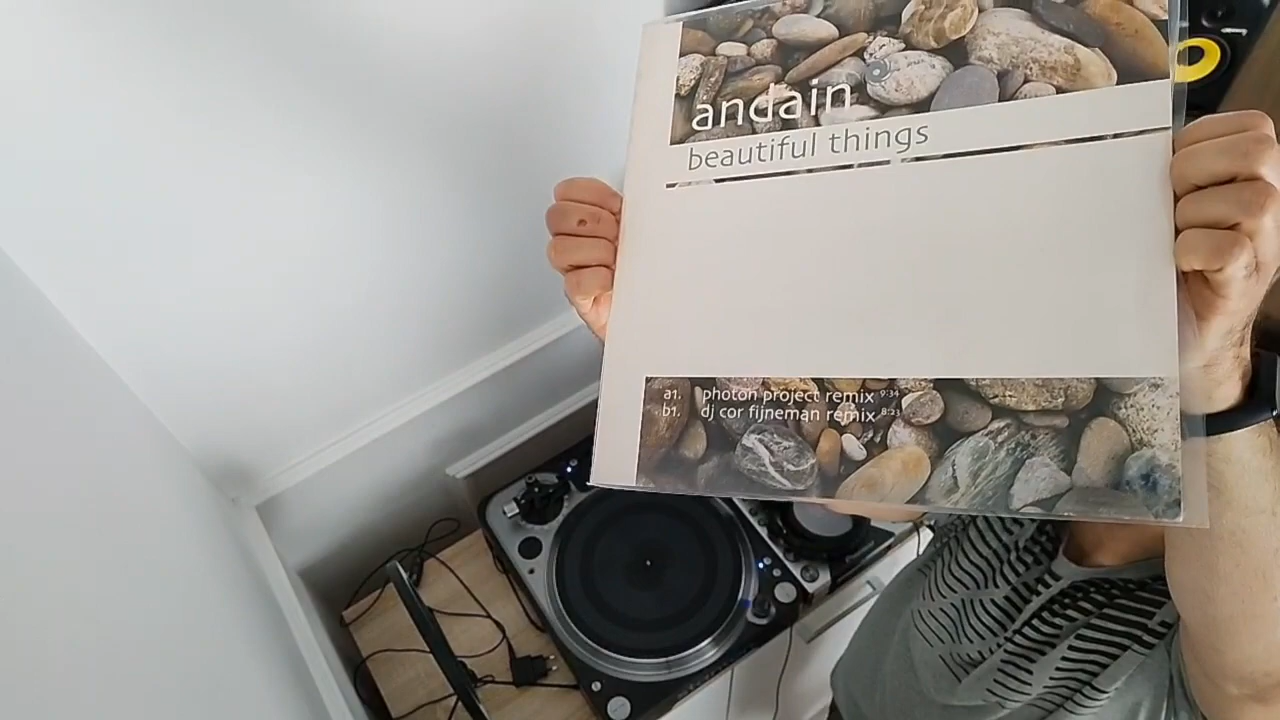 andain
beautiful things
a1. photon project remix 9:34
b1. dj cor fijneman remix 8:23